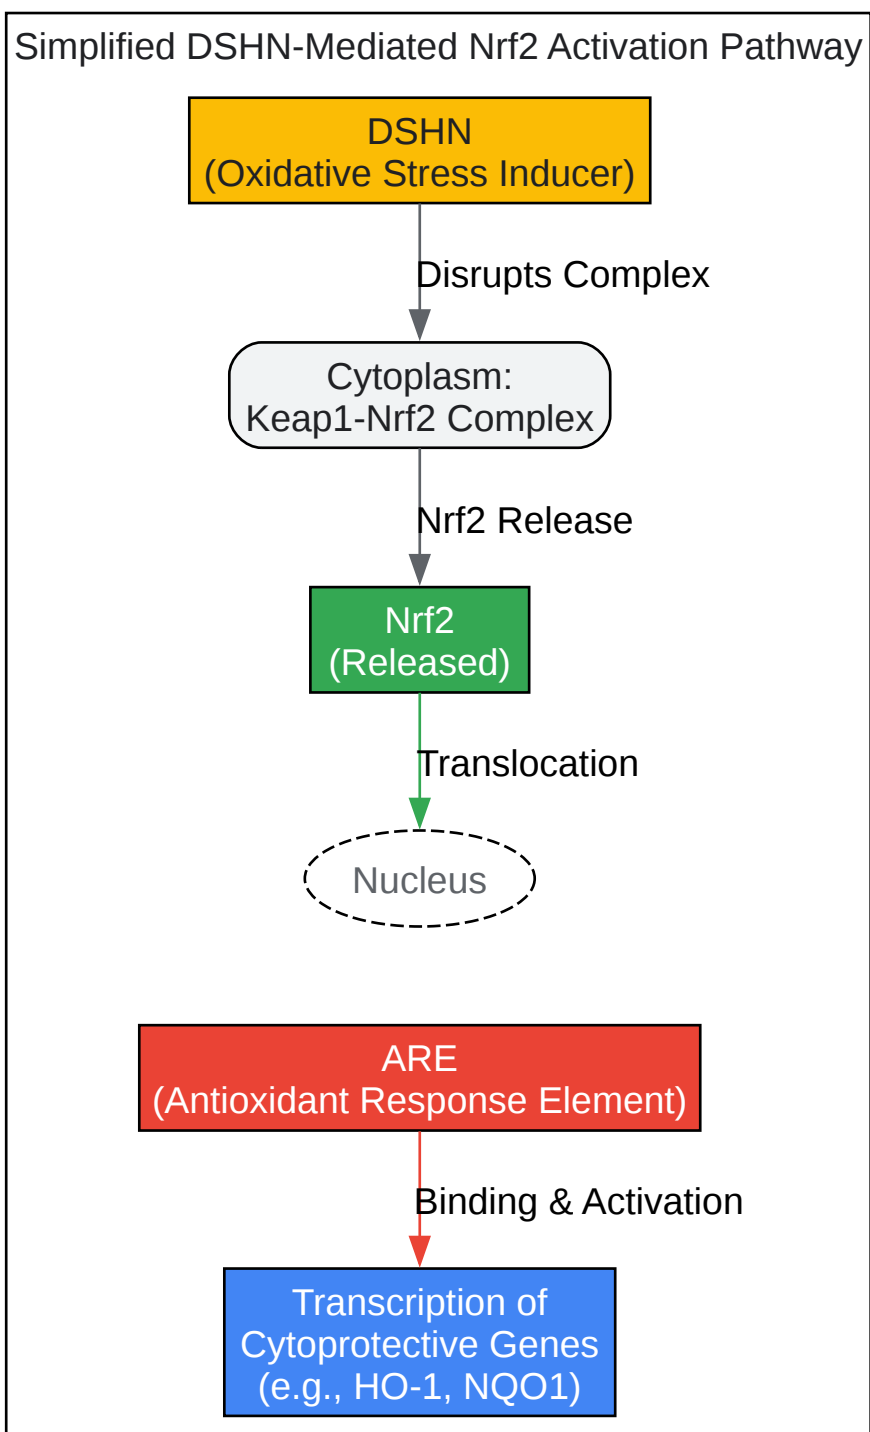 Simplified DSHN-Mediated Nrf2 Activation Pathway
DSHN
(Oxidative Stress Inducer)
Disrupts Complex
Cytoplasm:
Keap1-Nrf2 Complex
Nrf2 Release
Nrf2
(Released)
Translocation
Nucleus
ARE
(Antioxidant Response Element)
Binding & Activation
Transcription of
Cytoprotective Genes
(e.g., HO-1, NQO1)